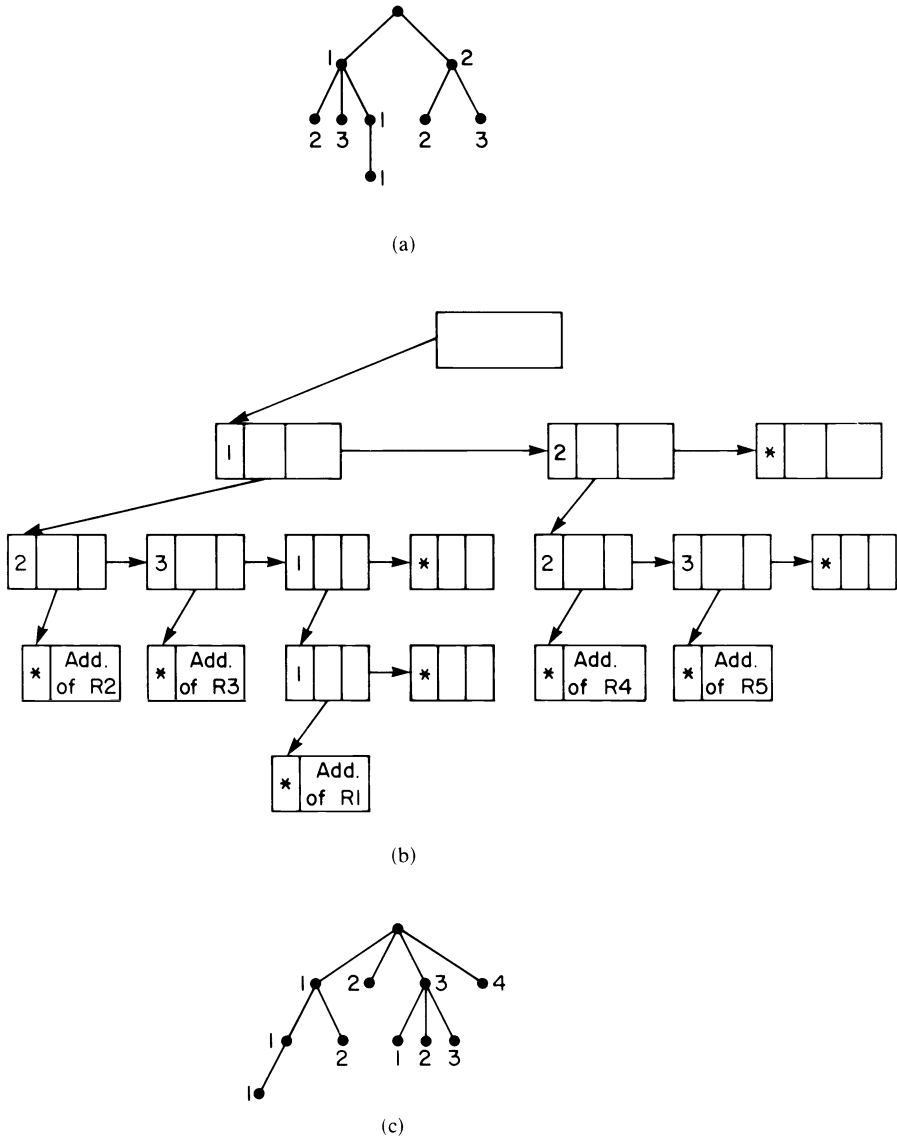 1 2
2 3 1 2 3
1
(a)
1 2 *
2 3 1 * 2 3 *
* Add. of R2 * Add. of R3 1 * * Add. of R4 * Add. of R5
* Add. of R1
(b)
1 2 3 4
1 2 1 2 3
1
(c)